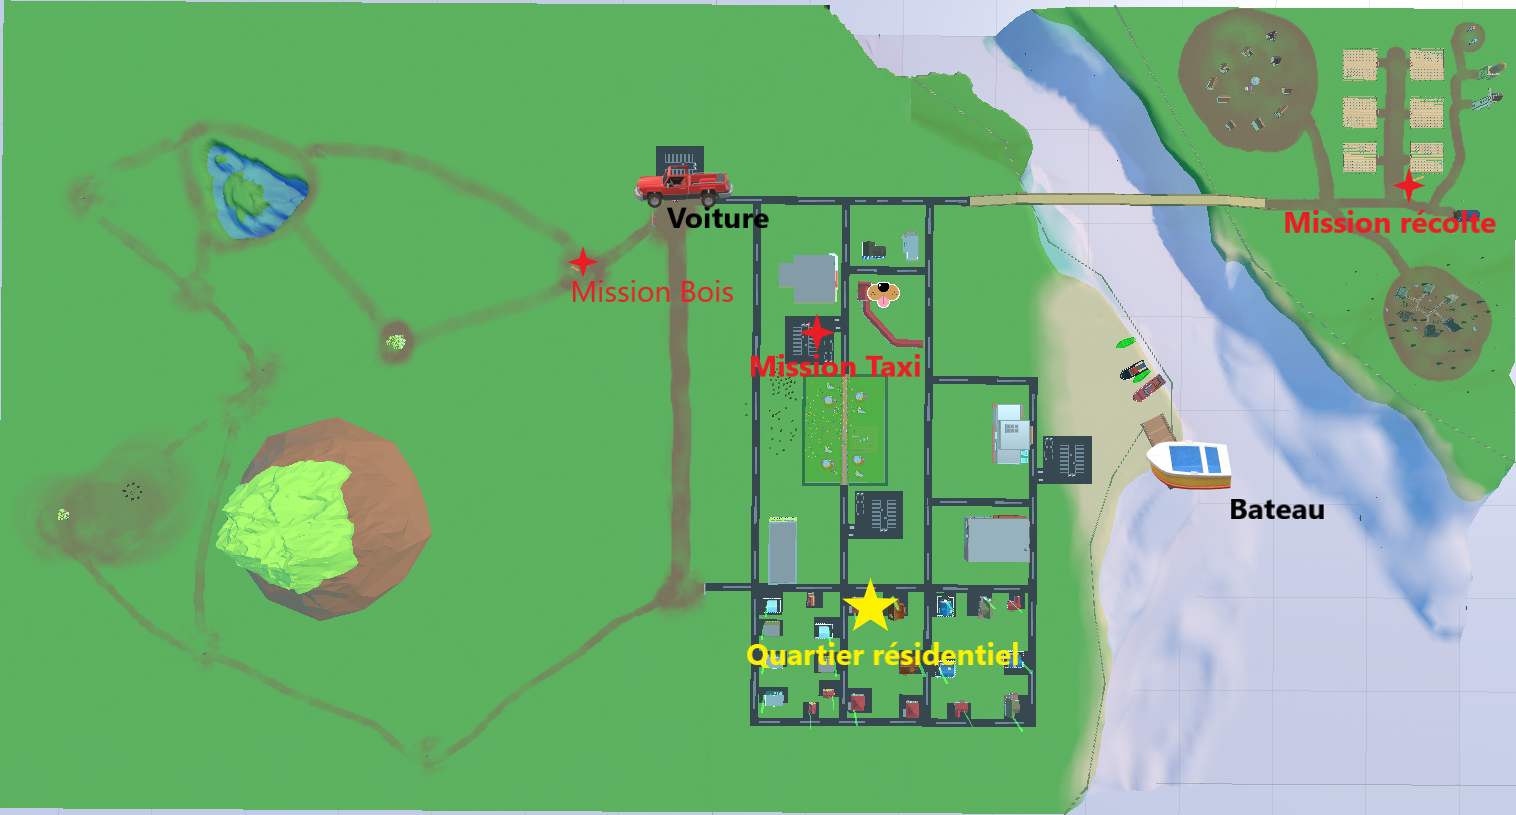 Voiture
Mission récolte
Mission Bois
Mission Taxi
Bateau
Quartier résidentiel